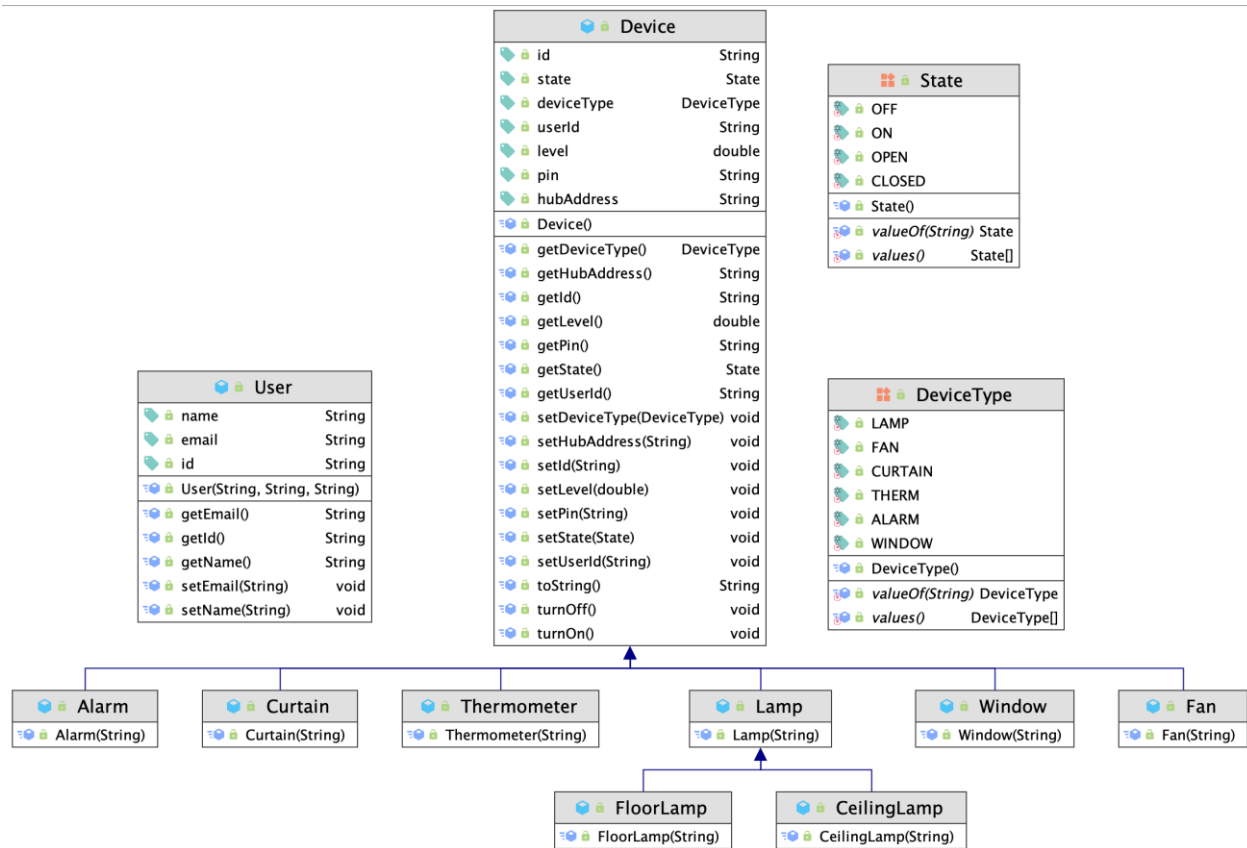 Device
id String
state State
deviceType DeviceType
userId String
level double
pin String
hubAddress String
Device()
getDeviceType() DeviceType
getHubAddress() String
getId() String
getLevel() double
getPin() String
getState() State
getUserId() String
setDeviceType(DeviceType) void
setHubAddress(String) void
setId(String) void
setLevel(double) void
setPin(String) void
setState(State) void
setUserId(String) void
toString() String
turnOff() void
turnOn() void
State
OFF
ON
OPEN
CLOSED
State()
valueOf(String) State
values() State[]
User
name String
email String
id String
User(String, String, String)
getEmail() String
getId() String
getName() String
setEmail(String) void
setName(String) void
DeviceType
LAMP
FAN
CURTAIN
THERM
ALARM
WINDOW
DeviceType()
valueOf(String) DeviceType
values() DeviceType[]
Alarm
Alarm(String)
Curtain
Curtain(String)
Thermometer
Thermometer(String)
Lamp
Lamp(String)
Window
Window(String)
Fan
Fan(String)
FloorLamp
FloorLamp(String)
CeilingLamp
CeilingLamp(String)